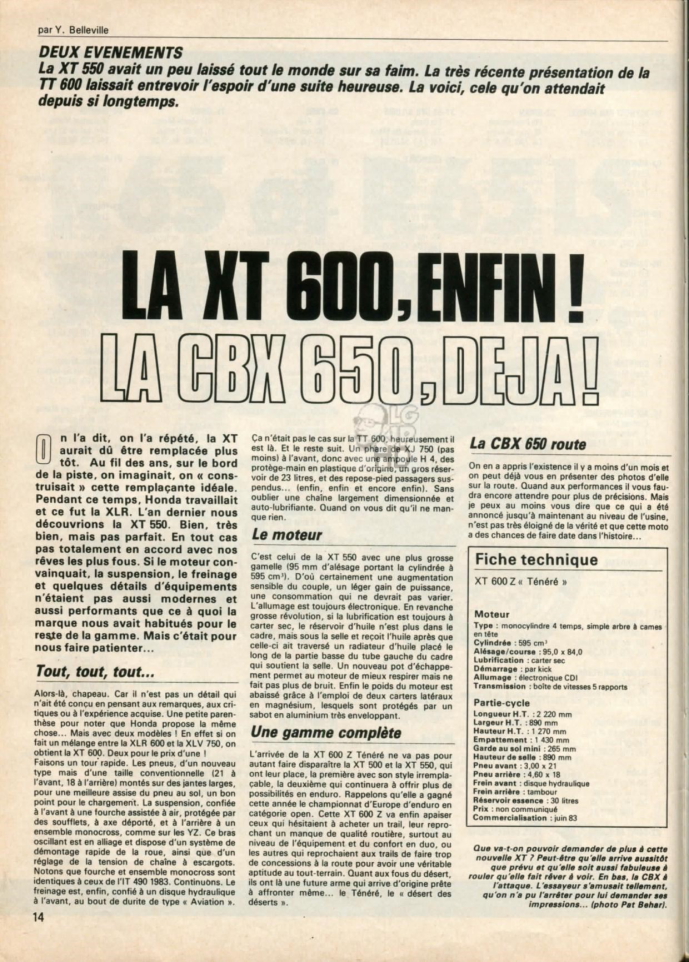 par Y. Belleville
DEUX EVENEMENTS
La XT 550 avait un peu laissé tout le monde sur sa faim. La très récente présentation de la
TT 600 laissait entrevoir l'espoir d'une suite heureuse. La voici, cele qu'on attendait
depuis si longtemps.
LA XT 600, ENFIN !
LA CBX 650, DEJA !
On l'a dit, on l'a répété, la XT
aurait dû être remplacée plus
tôt. Au fil des ans, sur le bord
de la piste, on imaginait, on « cons-
truisait » cette remplaçante idéale.
Pendant ce temps, Honda travaillait
et ce fut la XLR. L'an dernier nous
découvrions la XT 550. Bien, très
bien, mais pas parfait. En tout cas
pas totalement en accord avec nos
rêves les plus fous. Si le moteur con-
vainquait, la suspension, le freinage
et quelques détails d'équipements
n'étaient pas aussi modernes et
aussi performants que ce à quoi la
marque nous avait habitués pour le
reste de la gamme. Mais c'était pour
nous faire patienter...
Tout, tout, tout...
Alors-là, chapeau. Car il n'est pas un détail qui
n'ait été conçu en pensant aux remarques, aux cri-
tiques ou à l'expérience acquise. Une petite paren-
thèse pour noter que Honda propose la même
chose... Mais avec deux modèles ! En effet si on
fait un mélange entre la XLR 600 et la XLV 750, on
obtient la XT 600. Deux pour le prix d'une !
Faisons un tour rapide. Les pneus, d'un nouveau
type mais d'une taille conventionnelle (21 à
l'avant, 18 à l'arrière) montés sur des jantes larges,
pour une meilleure assise du pneu au sol, un bon
point pour le chargement. La suspension, confiée
à l'avant à une fourche assistée à air, protégée par
des soufflets, à axe déporté, et à l'arrière à un
ensemble monocross, comme sur les YZ. Ce bras
oscillant est en alliage et dispose d'un système de
démontage rapide de la roue, ainsi que d'un
réglage de la tension de chaîne à escargots.
Notons que fourche et ensemble monocross sont
identiques à ceux de l'IT 490 1983. Continuons. Le
freinage est, enfin, confié à un disque hydraulique
à l'avant, au bout de durite de type « Aviation ».
14
Ça n'était pas le cas sur la TT 600, heureusement il
est là. Et le reste suit. Un phare de XJ 750 (pas
moins) à l'avant, donc avec une ampoule H 4, des
protège-main en plastique d'origine, un gros réser-
voir de 23 litres, et des repose-pied passagers sus-
pendus... (enfin, enfin et encore enfin). Sans
oublier une chaîne largement dimensionnée et
auto-lubrifiante. Quand on vous dit qu'il ne man-
que rien.
Le moteur
C'est celui de la XT 550 avec une plus grosse
gamelle (95 mm d'alésage portant la cylindrée à
595 cm³). D'où certainement une augmentation
sensible du couple, un léger gain de puissance,
une consommation qui ne devrait pas varier.
L'allumage est toujours électronique. En revanche
grosse révolution, si la lubrification est toujours à
carter sec, le réservoir d'huile n'est plus dans le
cadre, mais sous la selle et reçoit l'huile après que
celle-ci ait traversé un radiateur d'huile placé le
long de la partie basse du tube gauche du cadre
qui soutient la selle. Un nouveau pot d'échappe-
ment permet au moteur de mieux respirer mais ne
fait pas plus de bruit. Enfin le poids du moteur est
abaissé grâce à l'emploi de deux carters latéraux
en magnésium, lesquels sont protégés par un
sabot en aluminium très enveloppant.
Une gamme complète
L'arrivée de la XT 600 Z Ténéré ne va pas pour
autant faire disparaître la XT 500 et la XT 550, qui
ont leur place, la première avec son style irrempla-
çable, la deuxième qui continuera à offrir plus de
possibilités en enduro. Rappelons qu'elle a gagné
cette année le championnat d'Europe d'enduro en
catégorie open. Cette XT 600 Z va enfin apaiser
ceux qui hésitaient à acheter un trail, leur repro-
chant un manque de qualité routière, surtout au
niveau de l'équipement et du confort en duo, ou
les autres qui reprochaient aux trails de faire trop
de concessions à la route pour avoir une véritable
aptitude au tout-terrain. Quant aux fous du désert,
ils ont là une future arme qui arrive d'origine prête
à affronter même... le Ténéré, le « désert des
déserts ».
La CBX 650 route
On en a appris l'existence il y a moins d'un mois et
on peut déjà vous en présenter des photos d'elle
sur la route. Quand aux performances il vous fau-
dra encore attendre pour plus de précisions. Mais
je peux au moins vous dire que ce qui a été
annoncé jusqu'à maintenant au niveau de l'usine,
n'est pas très éloigné de la vérité et que cette moto
a des chances de faire date dans l'histoire...
Fiche technique
XT 600 Z « Ténéré »
Moteur
Type : monocylindre 4 temps, simple arbre à cames
en tête
Cylindrée : 595 cm³
Alésage/course : 95,0 x 84,0
Lubrification : carter sec
Démarrage : par kick
Allumage : électronique CDI
Transmission : boîte de vitesses 5 rapports
Partie-cycle
Longueur H.T. : 2 220 mm
Largeur H.T. : 890 mm
Hauteur H.T. : 1 270 mm
Empattement : 1 430 mm
Garde au sol mini : 265 mm
Hauteur de selle : 890 mm
Pneu avant : 3,00 x 21
Pneu arrière : 4,60 x 18
Frein avant : disque hydraulique
Frein arrière : tambour
Réservoir essence : 30 litres
Prix : non communiqué
Commercialisation : juin 83
Que va-t-on pouvoir demander de plus à cette
nouvelle XT ? Peut-être qu'elle arrive aussitôt
que prévu et qu'elle soit aussi fabuleuse à
rouler qu'elle fait rêver à voir. En bas, la CBX à
l'attaque. L'essayeur s'amusait tellement,
qu'on n'a pu l'arrêter pour lui demander ses
impressions... (photo Pat Behar).